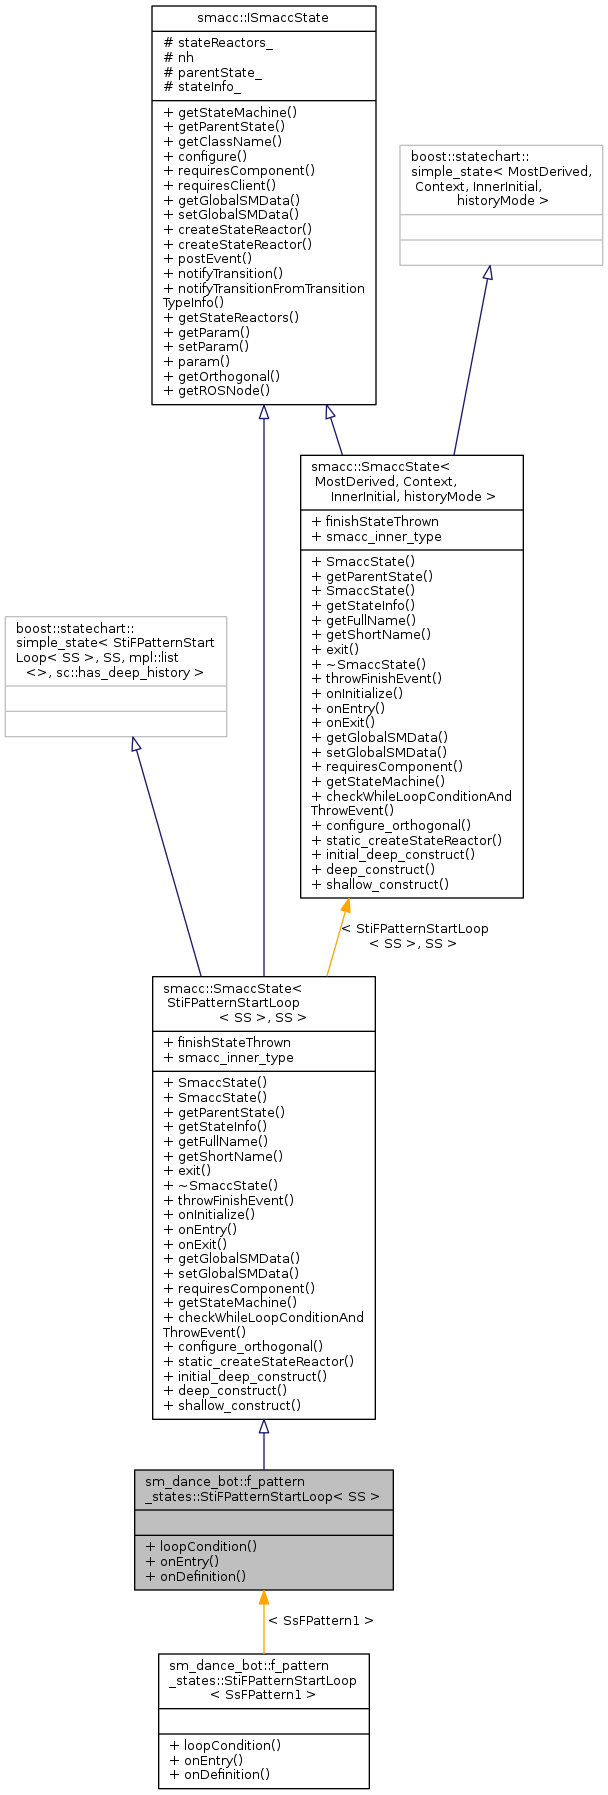 smacc::ISmaccState
# stateReactors_
# nh
# parentState_
# stateInfo_
+ getStateMachine()
+ getParentState()
+ getClassName()
+ configure()
+ requiresComponent()
+ requiresClient()
+ getGlobalSMData()
+ setGlobalSMData()
+ createStateReactor()
+ createStateReactor()
+ postEvent()
+ notifyTransition()
+ notifyTransitionFromTransition
TypeInfo()
+ getStateReactors()
+ getParam()
+ setParam()
+ param()
+ getOrthogonal()
+ getROSNode()
boost::statechart::
simple_state< MostDerived,
Context, InnerInitial,
historyMode >
smacc::SmaccState<
MostDerived, Context,
InnerInitial, historyMode >
+ finishStateThrown
+ smacc_inner_type
+ SmaccState()
+ getParentState()
+ SmaccState()
+ getStateInfo()
+ getFullName()
+ getShortName()
+ exit()
+ ~SmaccState()
+ throwFinishEvent()
+ onInitialize()
+ onEntry()
+ onExit()
+ getGlobalSMData()
+ setGlobalSMData()
+ requiresComponent()
+ getStateMachine()
+ checkWhileLoopConditionAnd
ThrowEvent()
+ configure_orthogonal()
+ static_createStateReactor()
+ initial_deep_construct()
+ deep_construct()
+ shallow_construct()
boost::statechart::
simple_state< StiFPatternStart
Loop< SS >, SS, mpl::list
<>, sc::has_deep_history >
< StiFPatternStartLoop
< SS >, SS >
smacc::SmaccState<
StiFPatternStartLoop
< SS >, SS >
+ finishStateThrown
+ smacc_inner_type
+ SmaccState()
+ SmaccState()
+ getParentState()
+ getStateInfo()
+ getFullName()
+ getShortName()
+ exit()
+ ~SmaccState()
+ throwFinishEvent()
+ onInitialize()
+ onEntry()
+ onExit()
+ getGlobalSMData()
+ setGlobalSMData()
+ requiresComponent()
+ getStateMachine()
+ checkWhileLoopConditionAnd
ThrowEvent()
+ configure_orthogonal()
+ static_createStateReactor()
+ initial_deep_construct()
+ deep_construct()
+ shallow_construct()
sm_dance_bot::f_pattern
_states::StiFPatternStartLoop< SS >
+ loopCondition()
+ onEntry()
+ onDefinition()
< SsFPattern1 >
sm_dance_bot::f_pattern
_states::StiFPatternStartLoop
< SsFPattern1 >
+ loopCondition()
+ onEntry()
+ onDefinition()